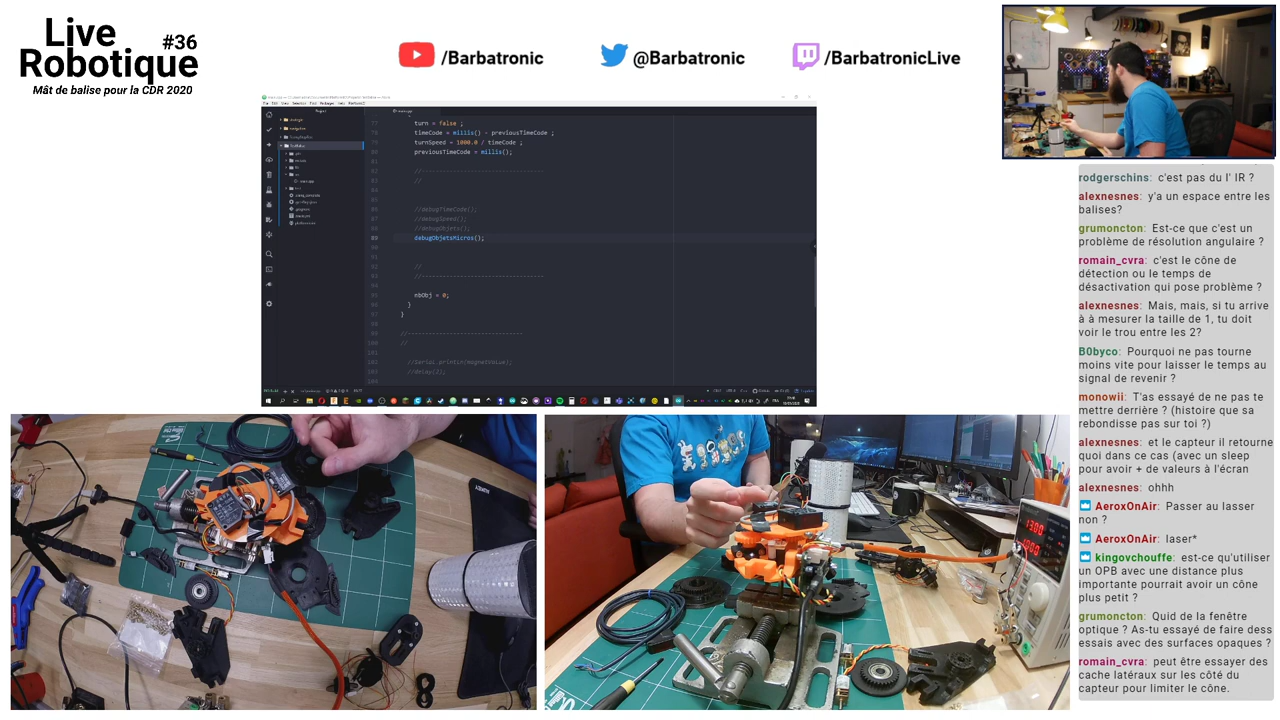 Live
Robotique #36
Mât de balise pour la CDR 2020
/Barbatronic
@Barbatronic
/BarbatronicLive
turn = false ;
timeCode = millis() - previousTimeCode ;
turnSpeed = 1000.0 / timeCode ;
previousTimeCode = millis();
//debugTimeCode();
//debugSpeed();
//debugObjets();
debugObjetsMicros();
nbObj = 0;
}
}
//Serial.println(MagnetValue);
//delay(2);
rodgerschins: c'est pas du l' IR ?
alexnesnes: y'a un espace entre les
balises?
grumoncton: Est-ce que c'est un
problème de résolution angulaire ?
romain_cvra: c'est le cône de
détection ou le temps de
désactivation qui pose problème ?
alexnesnes: Mais, mais, si tu arrive
à à mesurer la taille de 1, tu doit
voir le trou entre les 2?
B0byco: Pourquoi ne pas tourne
moins vite pour laisser le temps au
signal de revenir ?
monowii: T'as essayé de ne pas te
mettre derrière ? (histoire que sa
rebondisse pas sur toi ?)
alexnesnes: et le capteur il retourne
quoi dans ce cas (avec un sleep
pour avoir + de valeurs à l'écran
alexnesnes: ohhh
AeroxOnAir: Passer au lasser
non ?
AeroxOnAir: laser*
kingovchouffe: est-ce qu'utiliser
un OPB avec une distance plus
importante pourrait avoir un cône
plus petit ?
grumoncton: Quid de la fenêtre
optique ? As-tu essayé de faire dess
essais avec des surfaces opaques ?
romain_cvra: peut être essayer des
cache latéraux sur les côté du
capteur pour limiter le cône.